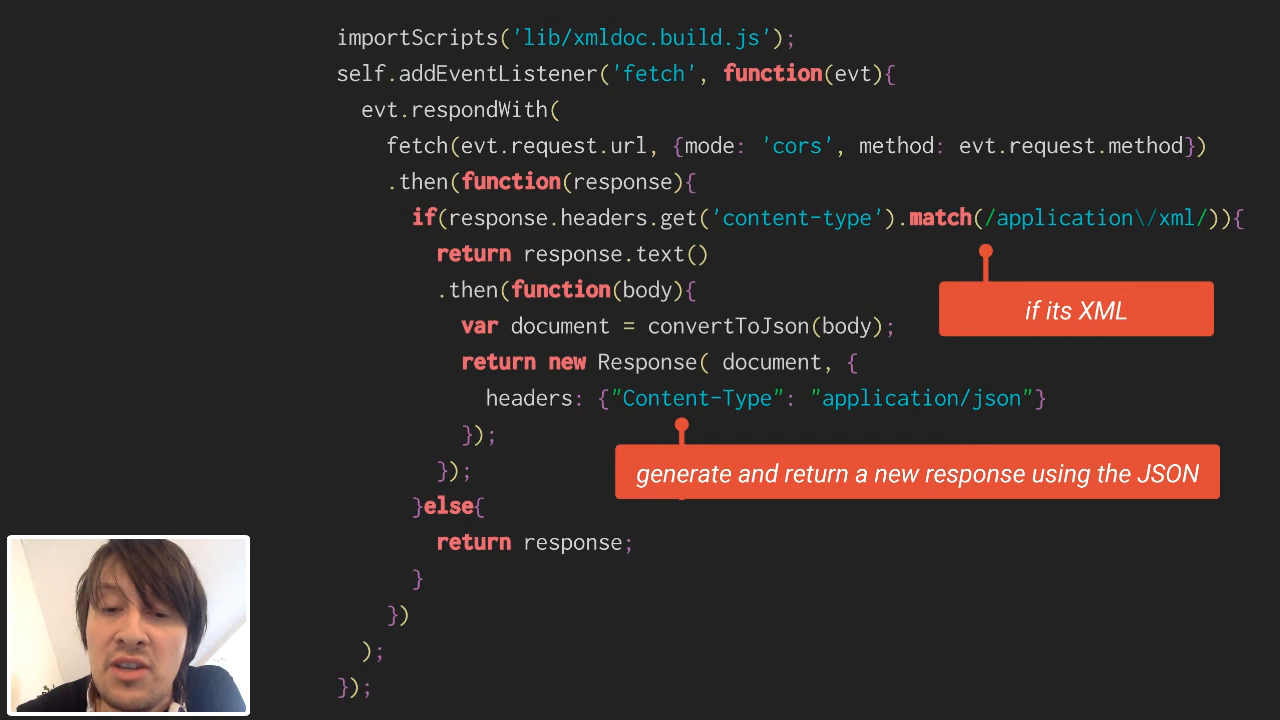 importScripts('lib/xmldoc.build.js');
self.addEventListener('fetch', function(evt){
evt.respondWith(
fetch(evt.request.url, {mode: 'cors', method: evt.request.method})
.then(function(response){
if(response.headers.get('content-type').match(/application\/xml/)){
return response.text()
.then(function(body){
if its XML
var document = convertToJson(body);
return new Response( document, {
headers: {"Content-Type": "application/json"}
});
});
generate and return a new response using the JSON
}else{
return response;
}
})
);
});